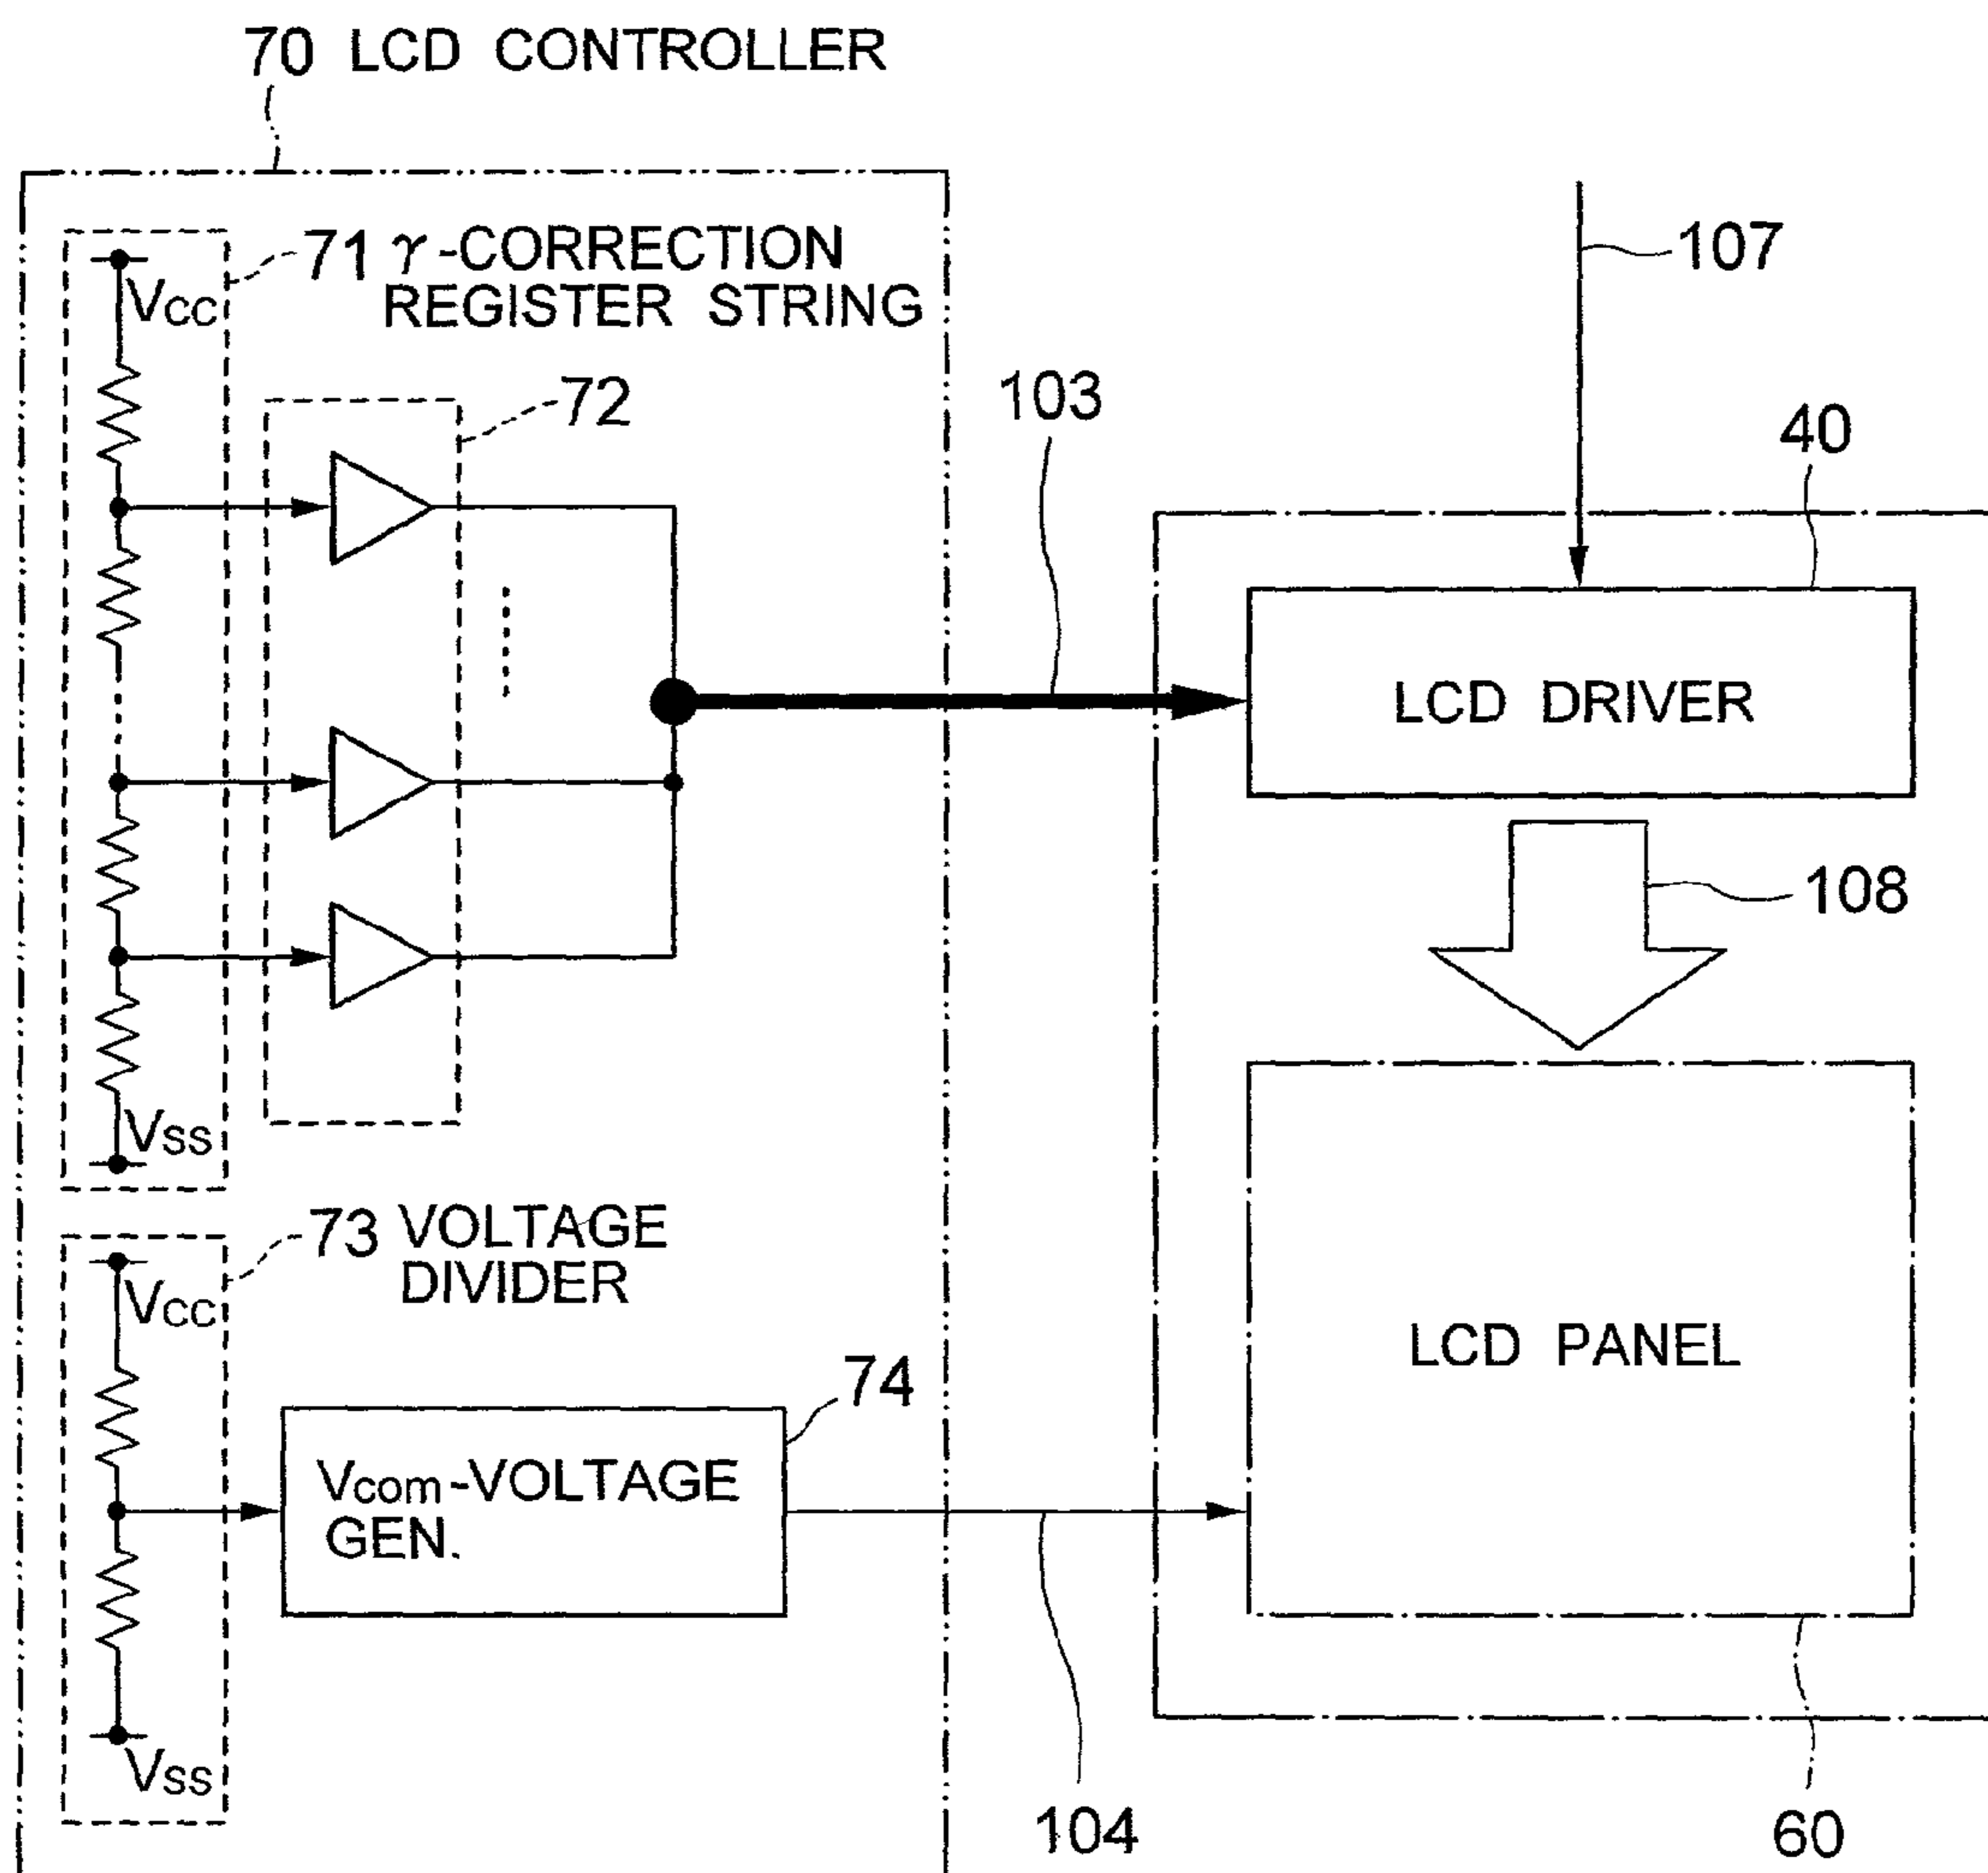 70 LCD CONTROLLER
71 γ-CORRECTION
REGISTER STRING
VCC
107
72
103
40
LCD DRIVER
108
VSS
73 VOLTAGE
DIVIDER
VCC
LCD PANEL
74
Vcom-VOLTAGE
GEN.
VSS
104
60